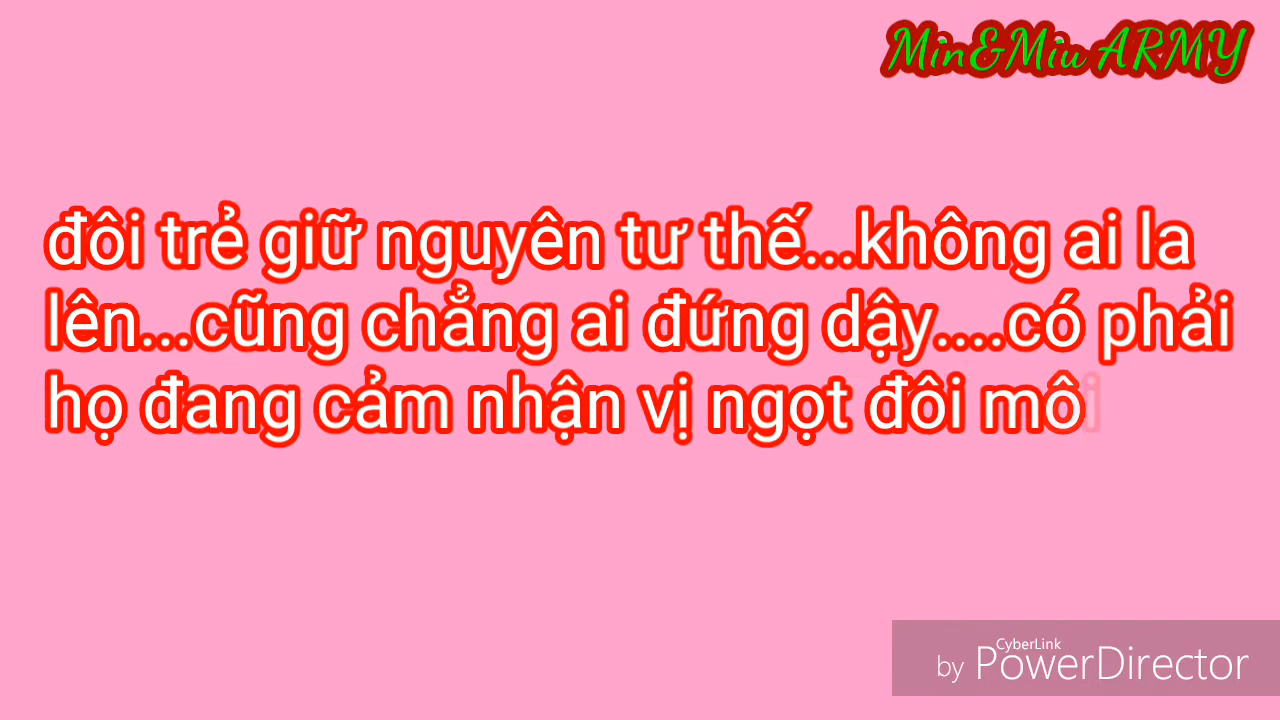 Min&Miu ARMY
đôi trẻ giữ nguyên tư thế...không ai la
lên...cũng chẳng ai đứng dậy....có phải
họ đang cảm nhận vị ngọt đôi môi
CyberLink
by PowerDirector